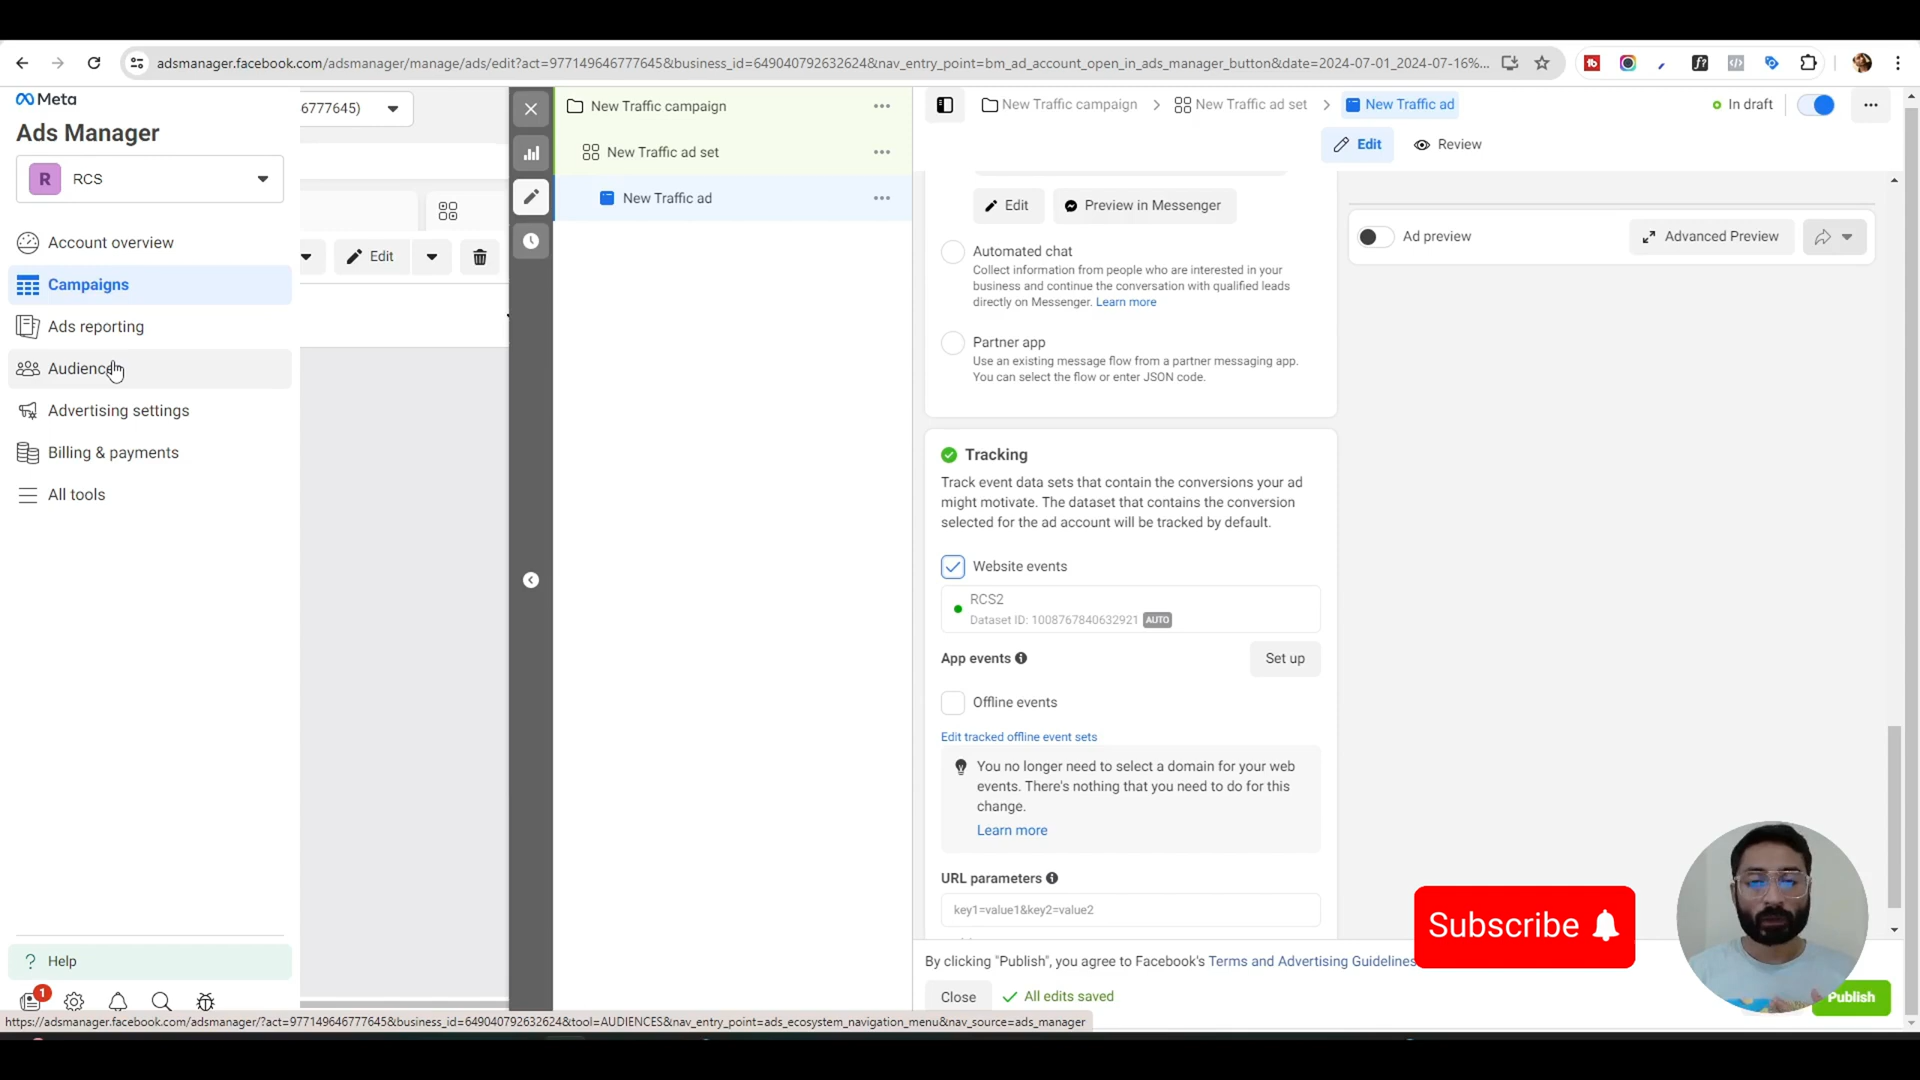 adsmanager.facebook.com/adsmanager/manage/ads/edit?act=977149646777645&business_id=649040792632624&nav_entry_point=bm_ad_account_open_in_ads_manager_button&date=2024-07-01_2024-07-16%...
Meta
Ads Manager
R RCS
Account overview
Campaigns
Ads reporting
Audienc
Advertising settings
Billing & payments
All tools
? Help
1
6777645)
Edit
New Traffic campaign
New Traffic ad set
New Traffic ad
New Traffic campaign > New Traffic ad set > New Traffic ad
In draft
Edit
Review
Edit
Preview in Messenger
Automated chat
Collect information from people who are interested in your
business and continue the conversation with qualified leads
directly on Messenger. Learn more
Partner app
Use an existing message flow from a partner messaging app.
You can select the flow or enter JSON code.
Ad preview
Advanced Preview
Tracking
Track event data sets that contain the conversions your ad
might motivate. The dataset that contains the conversion
selected for the ad account will be tracked by default.
Website events
RCS2
Dataset ID: 1008767840632921 AUTO
App events
Set up
Offline events
Edit tracked offline event sets
You no longer need to select a domain for your web
events. There's nothing that you need to do for this
change.
Learn more
URL parameters
key1=value1&key2=value2
Subscribe
By clicking "Publish", you agree to Facebook's Terms and Advertising Guidelines
Close
All edits saved
Publish
https://adsmanager.facebook.com/adsmanager/?act=977149646777645&business_id=649040792632624&tool=AUDIENCES&nav_entry_point=ads_ecosystem_navigation_menu&nav_source=ads_manager